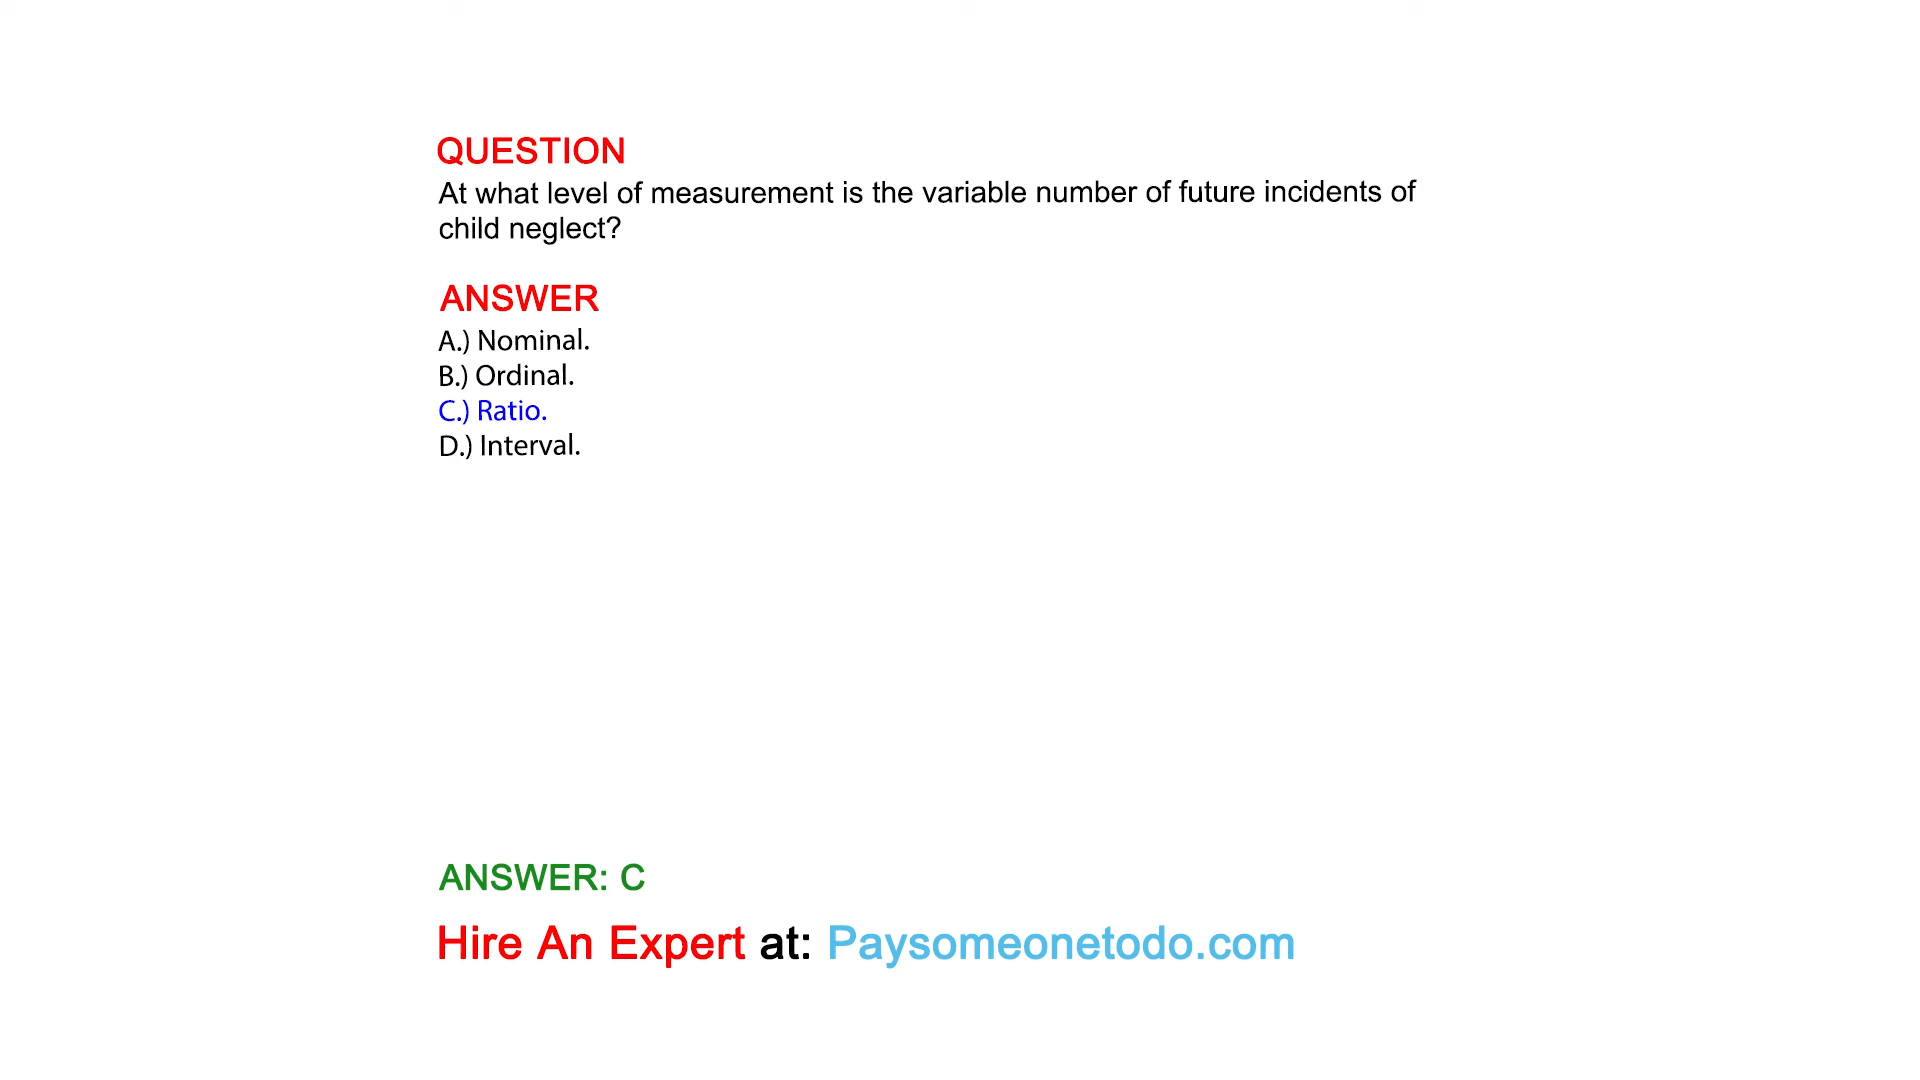 QUESTION
At what level of measurement is the variable number of future incidents of
child neglect?
ANSWER
A.) Nominal.
B.) Ordinal.
C.) Ratio.
D.) Interval.
ANSWER: C
Hire An Expert at: Paysomeonetodo.com